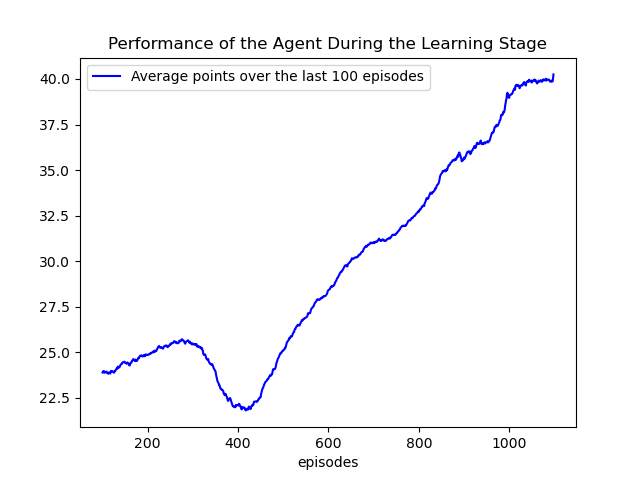 Performance of the Agent During the Learning Stage
Average points over the last 100 episodes
40.0
37.5
35.0
32.5
30.0
27.5
25.0
22.5
200 400 600 800 1000
episodes